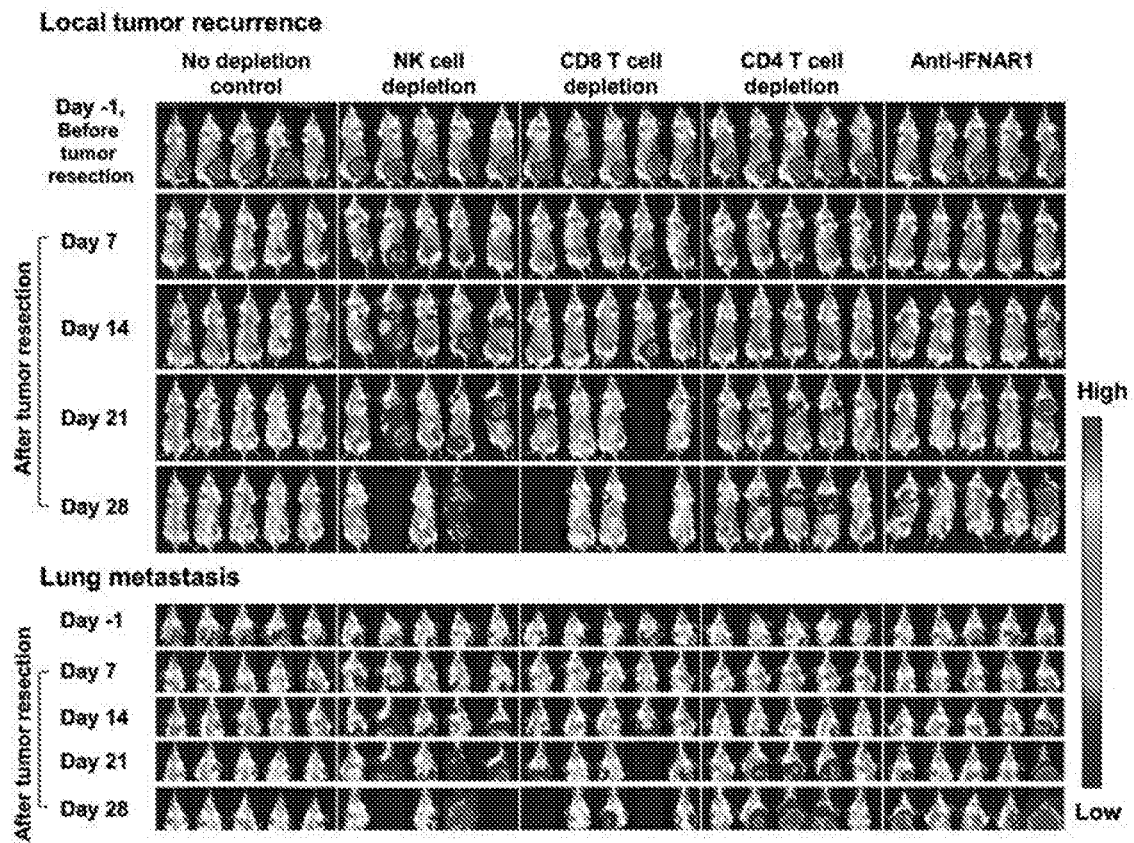 Local tumor recurrence
No depletion control
NK cell depletion
CD8 T cell depletion
CD4 T cell depletion
Anti-IFNAR1
Day -1,
Before
tumor
resection
After tumor resection
Day 7
Day 14
Day 21
Day 28
High
Low
Lung metastasis
Day -1
After tumor resection
Day 7
Day 14
Day 21
Day 28